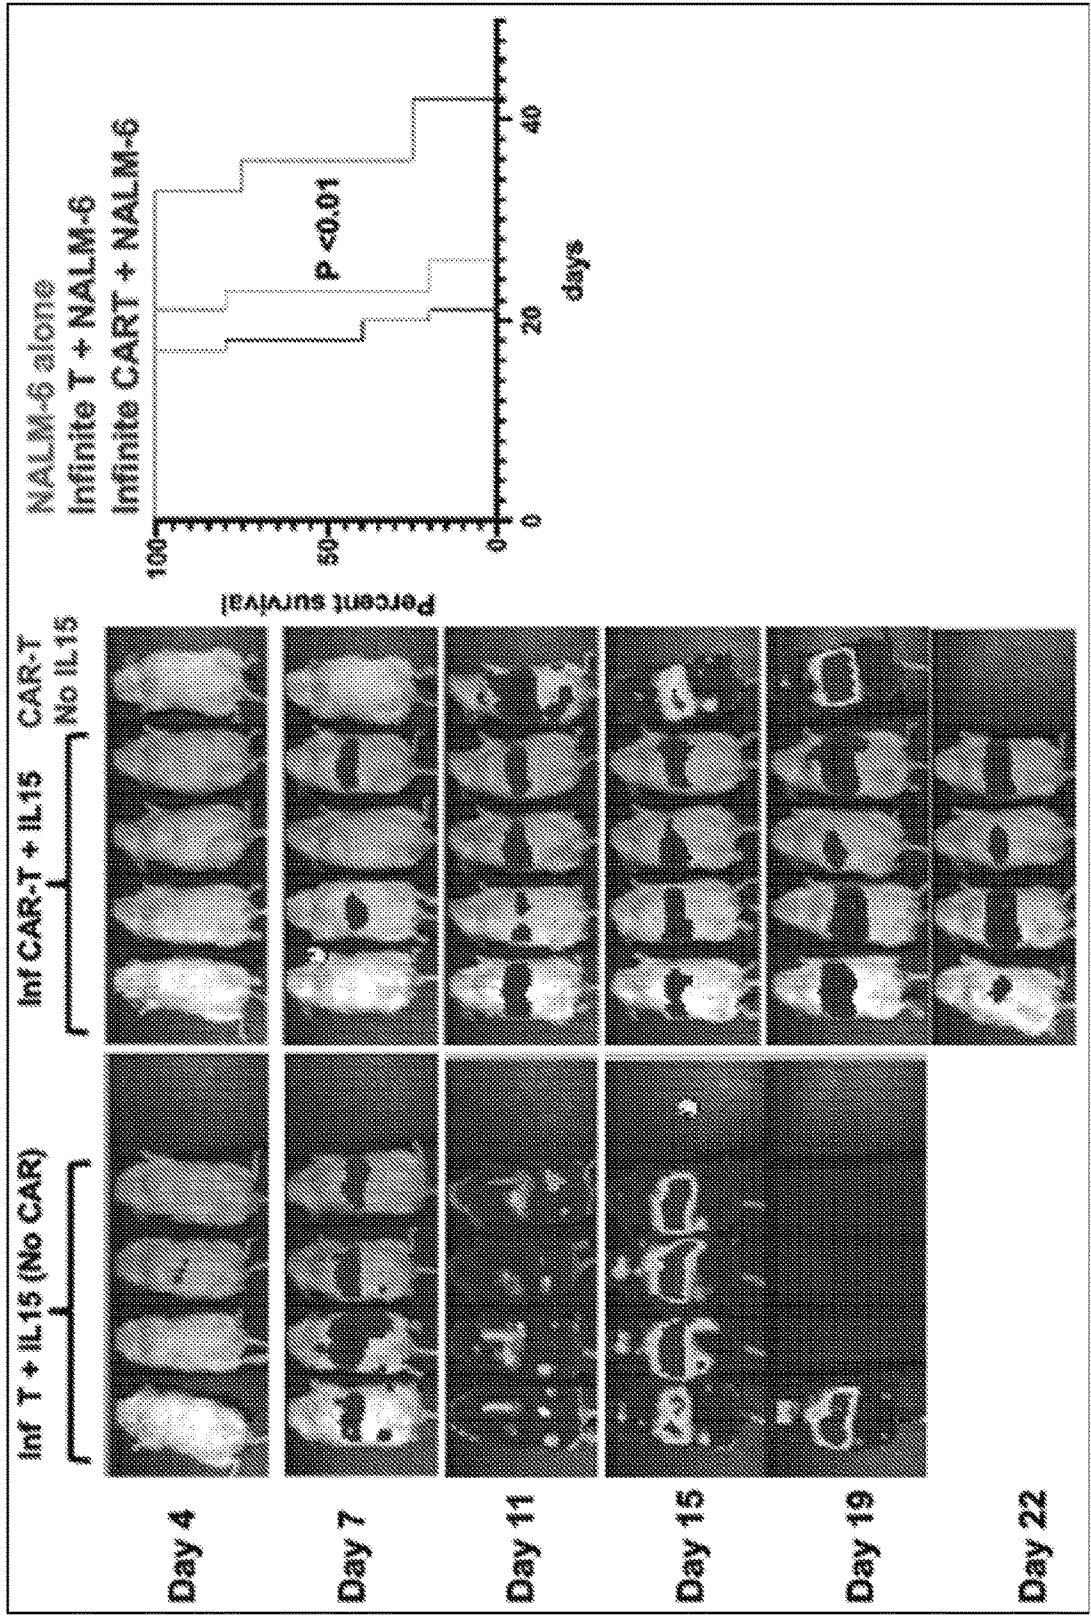 Inf T + IL15 (No CAR)
Inf CAR-T + IL15
CAR-T
No IL15
Day 4
Day 7
Day 11
Day 15
Day 19
Day 22
NALM-6 alone
Infinite T + NALM-6
Infinite CART + NALM-6
Percent survival
100
50
0
P <0.01
0
20
40
days